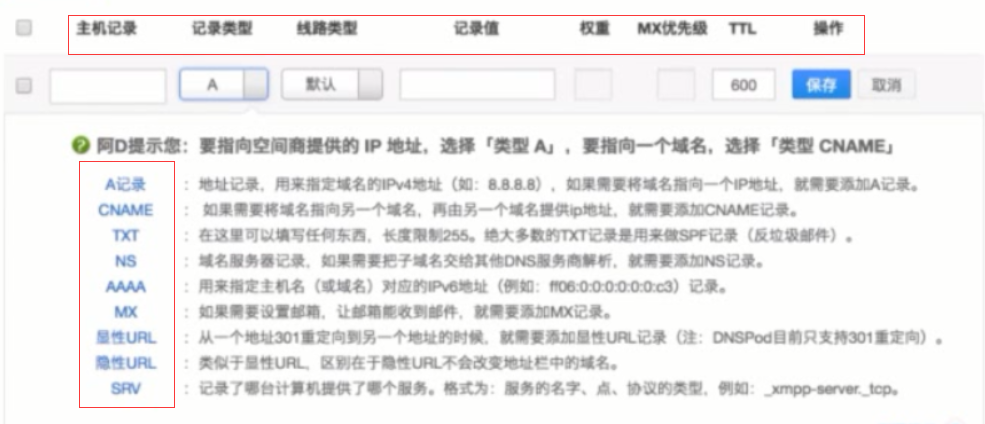 主机记录 记录类型 线路类型 记录值 权重 MX优先级 TTL 操作
A 默认 600 保存 取消
阿D提示您：要指向空间商提供的 IP 地址，选择「类型 A」，要指向一个域名，选择「类型 CNAME」
A记录 ：地址记录，用来指定域名的IPv4地址（如：8.8.8.8），如果需要将域名指向一个IP地址，就需要添加A记录。
CNAME ： 如果需要将域名指向另一个域名，再由另一个域名提供ip地址，就需要添加CNAME记录。
TXT ：在这里可以填写任何东西，长度限制255。绝大多数的TXT记录是用来做SPF记录（反垃圾邮件）。
NS ：域名服务器记录，如果需要把子域名交给其他DNS服务商解析，就需要添加NS记录。
AAAA ：用来指定主机名（或域名）对应的IPv6地址（例如：ff06:0:0:0:0:0:0:c3）记录。
MX ：如果需要设置邮箱，让邮箱能收到邮件，就需要添加MX记录。
显性URL ：从一个地址301重定向到另一个地址的时候，就需要添加显性URL记录（注：DNSPod目前只支持301重定向）。
隐性URL ：类似于显性URL，区别在于隐性URL不会改变地址栏中的域名。
SRV ：记录了哪台计算机提供了哪个服务。格式为：服务的名字、点、协议的类型，例如：_xmpp-server._tcp。